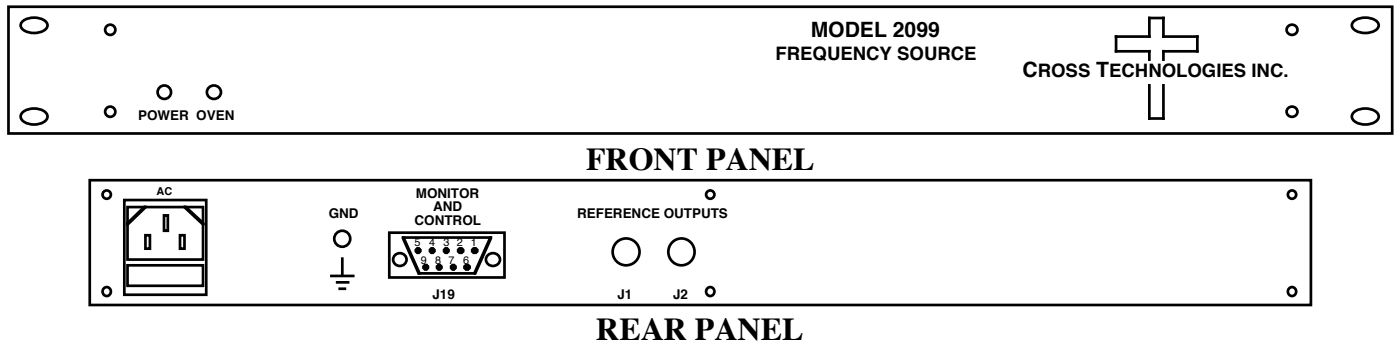 MODEL 2099
FREQUENCY SOURCE
CROSS TECHNOLOGIES INC.
POWER OVEN
FRONT PANEL
AC
GND
MONITOR
AND
CONTROL
5 4 3 2 1
9 8 7 6
J19
REFERENCE OUTPUTS
J1 J2
REAR PANEL